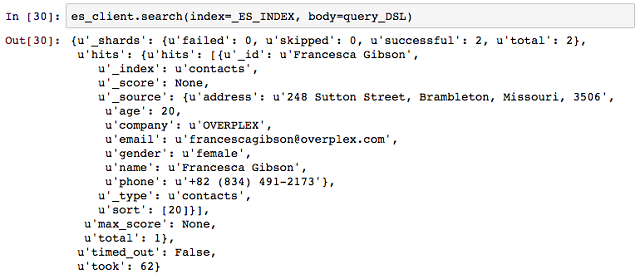 In [30]: es_client.search(index=_ES_INDEX, body=query_DSL)
Out[30]: {u'_shards': {u'failed': 0, u'skipped': 0, u'successful': 2, u'total': 2},
u'hits': {u'hits': [{u'_id': u'Francesca Gibson',
u'_index': u'contacts',
u'_score': None,
u'_source': {u'address': u'248 Sutton Street, Brambleton, Missouri, 3506',
u'age': 20,
u'company': u'OVERPLEX',
u'email': u'francescagibson@overplex.com',
u'gender': u'female',
u'name': u'Francesca Gibson',
u'phone': u'+82 (834) 491-2173'},
u'_type': u'contacts',
u'sort': [20]}],
u'max_score': None,
u'total': 1},
u'timed_out': False,
u'took': 62}